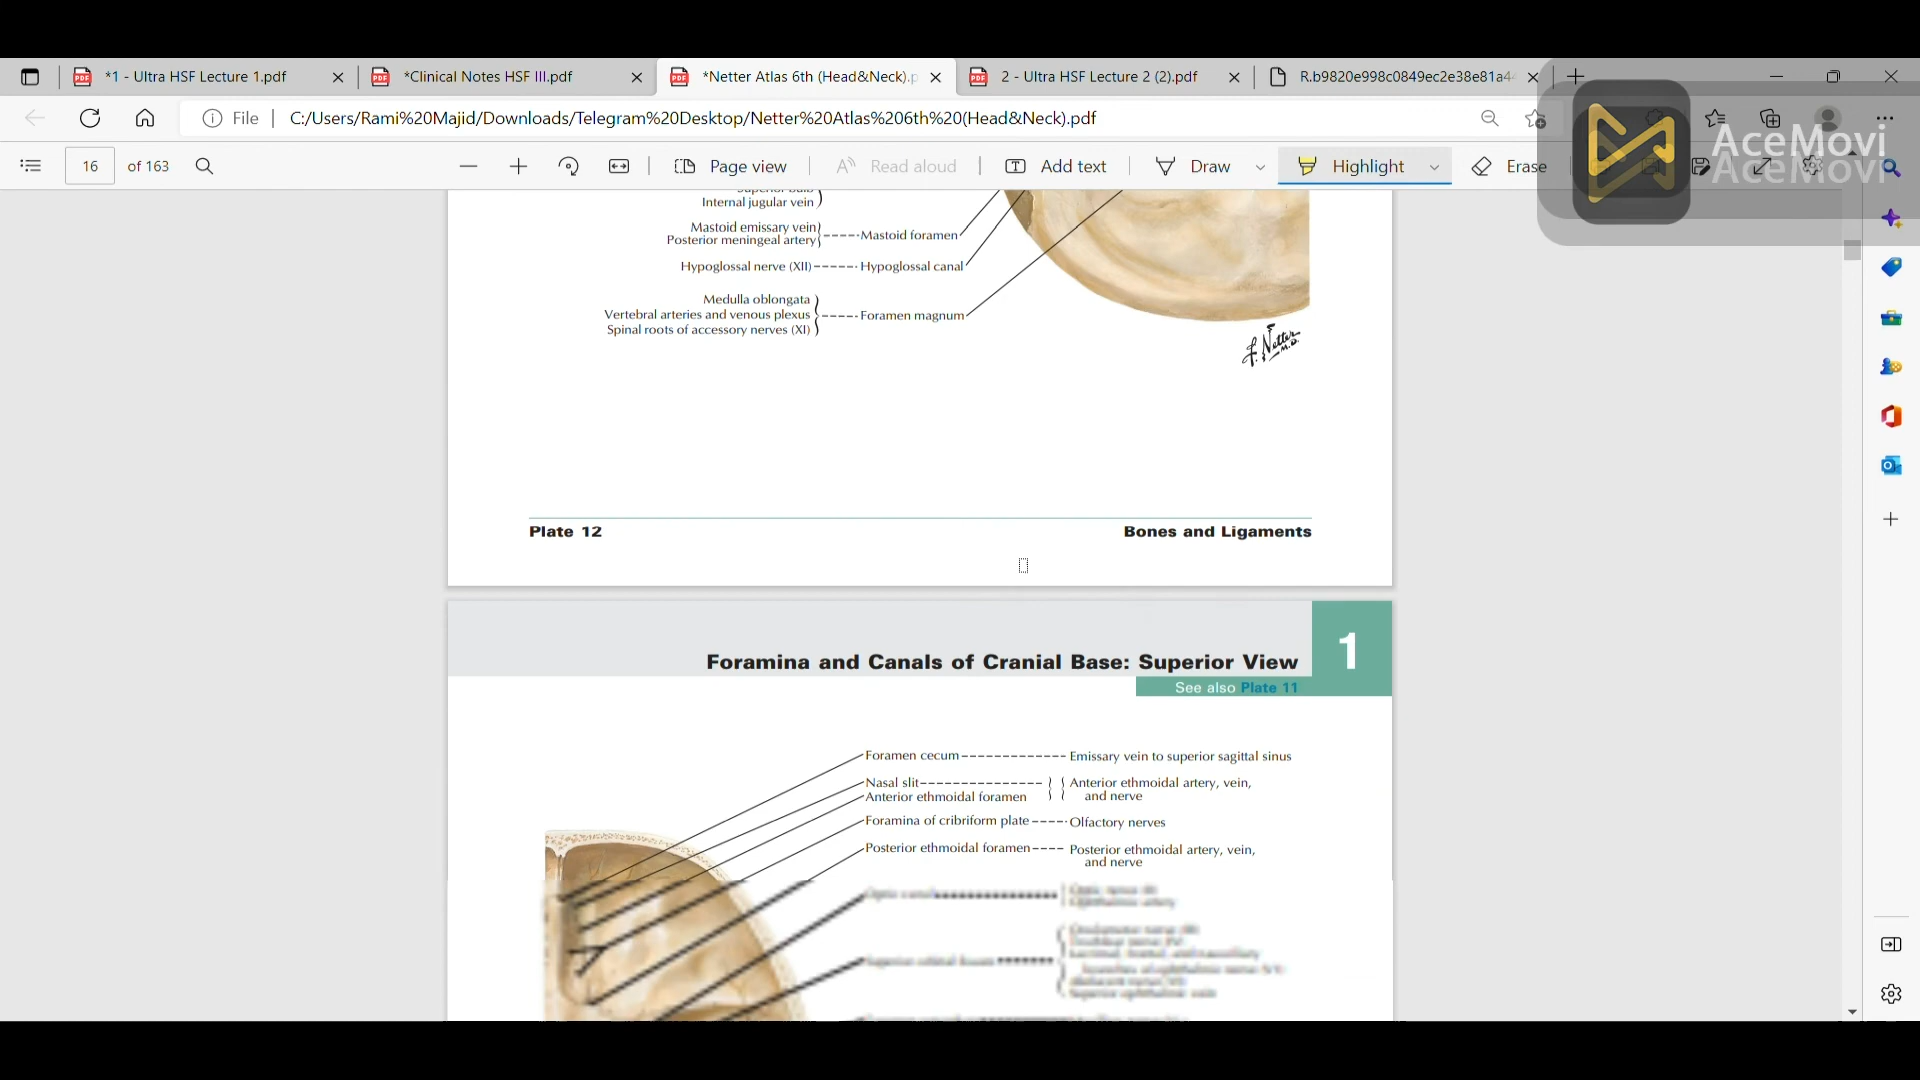 *1 - Ultra HSF Lecture 1.pdf
*Clinical Notes HSF III.pdf
*Netter Atlas 6th (Head&Neck).p
2 - Ultra HSF Lecture 2 (2).pdf
R.b9820e998c0849ec2e38e81a4
File
C:/Users/Rami%20Majid/Downloads/Telegram%20Desktop/Netter%20Atlas%206th%20(Head&Neck).pdf
AceMovi
AceMovi
16 of 163
Page view
Read aloud
Add text
Draw
Highlight
Erase
Internal jugular vein
Mastoid emissary vein
Posterior meningeal artery
Mastoid foramen
Hypoglossal nerve (XII)
Hypoglossal canal
Medulla oblongata
Vertebral arteries and venous plexus
Spinal roots of accessory nerves (XI)
Foramen magnum
F. Netter M.D.
Plate 12
Bones and Ligaments
1
Foramina and Canals of Cranial Base: Superior View
See also Plate 11
Foramen cecum
Emissary vein to superior sagittal sinus
Nasal slit
Anterior ethmoidal foramen
Anterior ethmoidal artery, vein,
and nerve
Foramina of cribriform plate
Olfactory nerves
Posterior ethmoidal foramen
Posterior ethmoidal artery, vein,
and nerve